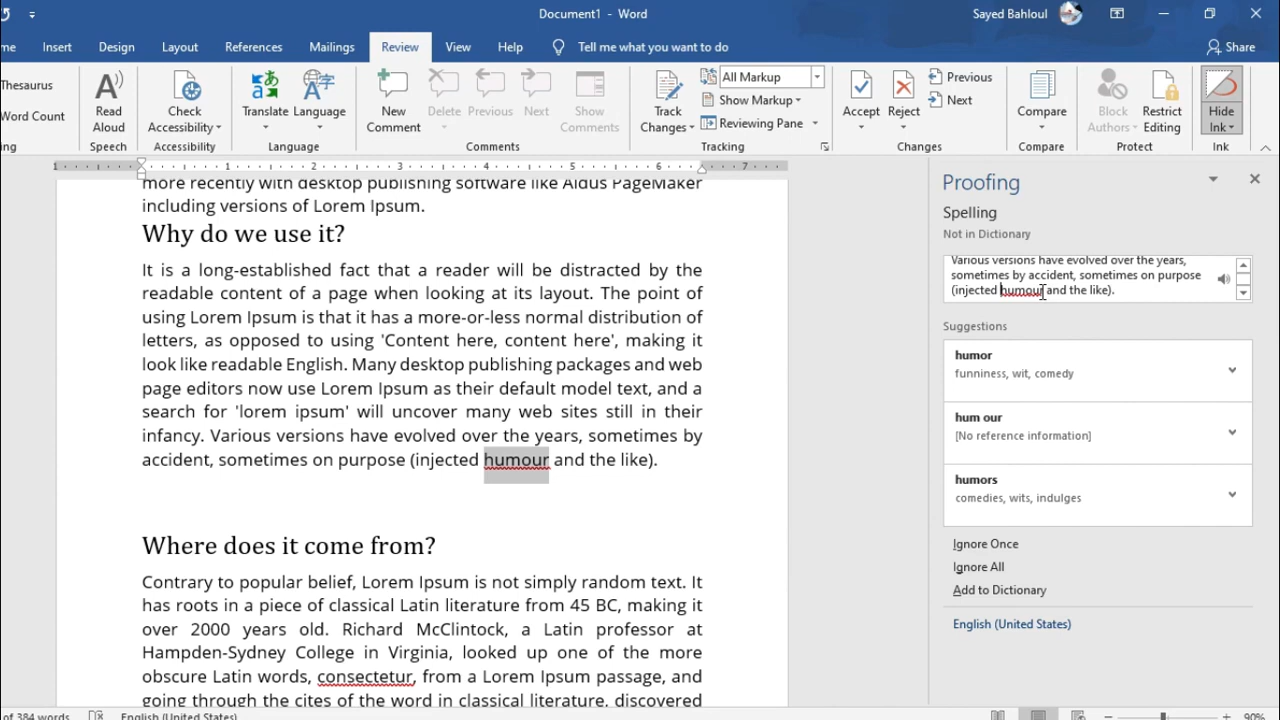 Document1 - Word
Sayed Bahloul
me Insert Design Layout References Mailings Review View Help Tell me what you want to do Share
Thesaurus
Word Count
ing
Read Aloud
Speech
Check Accessibility
Accessibility
Translate Language
Language
New Comment
Delete
Previous
Next
Show Comments
Comments
Track Changes
All Markup
Show Markup
Reviewing Pane
Tracking
Accept
Reject
Previous
Next
Changes
Compare
Compare
Block Authors
Restrict Editing
Protect
Hide Ink
Ink
1 1 2 3 4 5 6 7
more recently with desktop publishing software like Aldus PageMaker
including versions of Lorem Ipsum.
Why do we use it?
It is a long-established fact that a reader will be distracted by the
readable content of a page when looking at its layout. The point of
using Lorem Ipsum is that it has a more-or-less normal distribution of
letters, as opposed to using 'Content here, content here', making it
look like readable English. Many desktop publishing packages and web
page editors now use Lorem Ipsum as their default model text, and a
search for 'lorem ipsum' will uncover many web sites still in their
infancy. Various versions have evolved over the years, sometimes by
accident, sometimes on purpose (injected humour and the like).
Where does it come from?
Contrary to popular belief, Lorem Ipsum is not simply random text. It
has roots in a piece of classical Latin literature from 45 BC, making it
over 2000 years old. Richard McClintock, a Latin professor at
Hampden-Sydney College in Virginia, looked up one of the more
obscure Latin words, consectetur, from a Lorem Ipsum passage, and
going through the cites of the word in classical literature, discovered
Proofing
Spelling
Not in Dictionary
Various versions have evolved over the years,
sometimes by accident, sometimes on purpose
(injected humour and the like).
Suggestions
humor
funniness, wit, comedy
hum our
[No reference information]
humors
comedies, wits, indulges
Ignore Once
Ignore All
Add to Dictionary
English (United States)
of 384 words English (United States) 90%